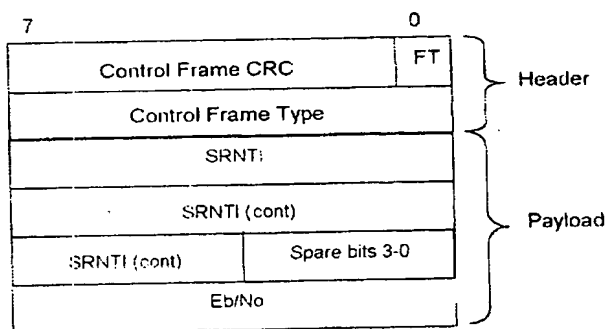 7 0
Control Frame CRC FT
Header
Control Frame Type
SRNTI
SRNTI (cont)
Payload
SRNTI (cont) Spare bits 3-0
Eb/No